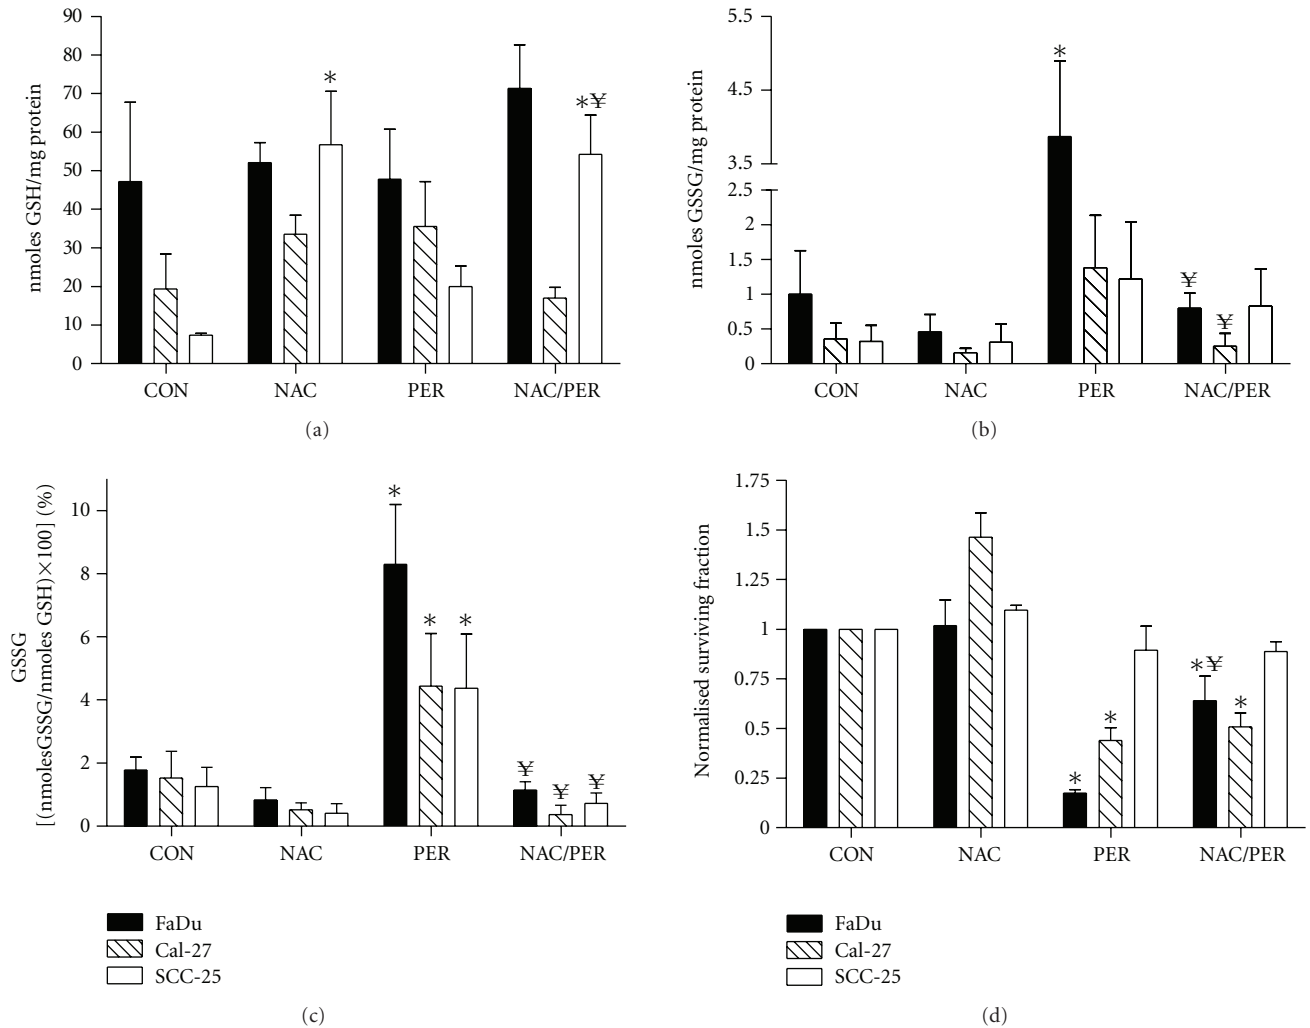 nmoles GSH/mg protein
90
80
70
60
50
40
30
20
10
0
*
*¥
CON NAC PER NAC/PER
(a)
nmoles GSSG/mg protein
5.5
4.5
3.5
2.5
2
1.5
1
0.5
0
*
¥
¥
CON NAC PER NAC/PER
(b)
GSSG
[(nmolesGSSG/nmoles GSH)×100] (%)
10
8
6
4
2
0
*
* *
¥ ¥ ¥
CON NAC PER NAC/PER
FaDu
Cal-27
SCC-25
(c)
Normalised surviving fraction
1.75
1.5
1.25
1
0.75
0.5
0.25
0
*
*
*¥
*
CON NAC PER NAC/PER
FaDu
Cal-27
SCC-25
(d)